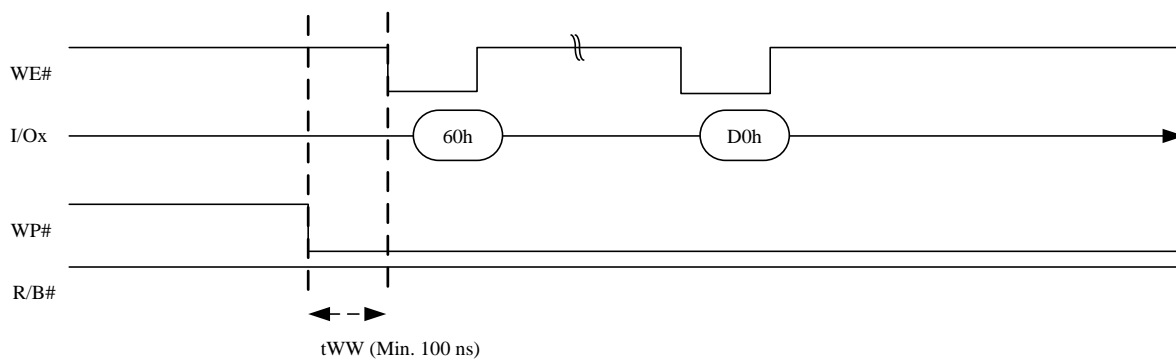 WE#
I/Ox
60h
D0h
WP#
R/B#
tWW (Min. 100 ns)